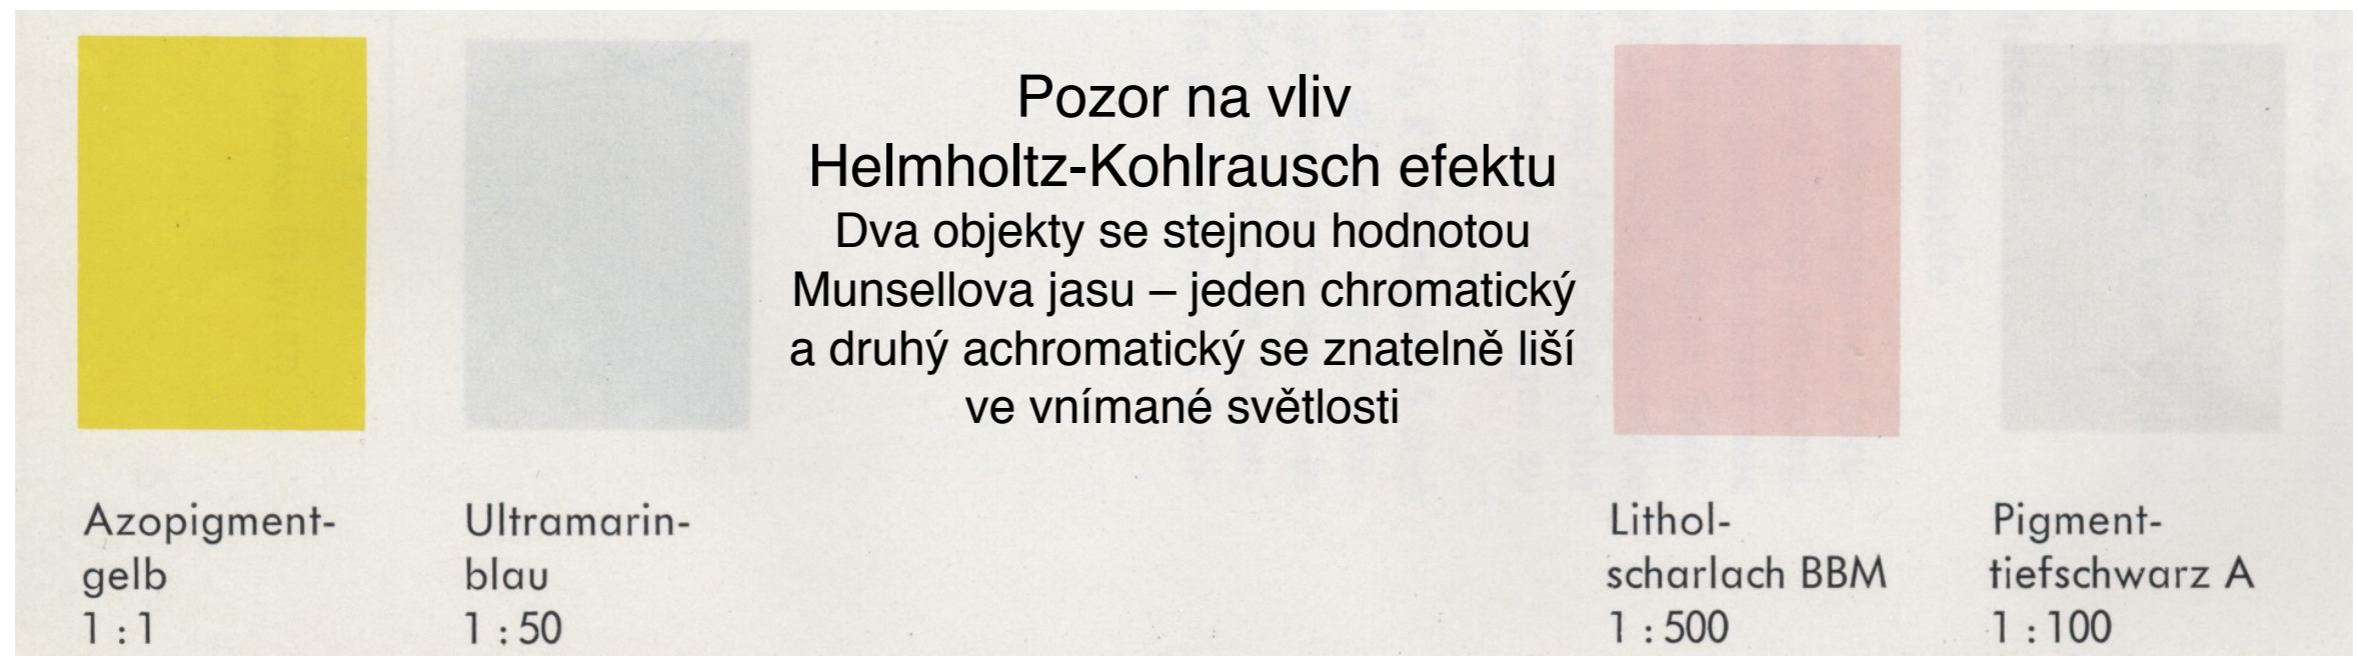 Pozor na vliv
Helmholtz-Kohlrausch efektu
Dva objekty se stejnou hodnotou
Munsellova jasu – jeden chromatický
a druhý achromatický se znatelně liší
ve vnímané světlosti
Azopigment-
gelb
1 : 1
Ultramarin-
blau
1 : 50
Lithol-
scharlach BBM
1 : 500
Pigment-
tiefschwarz A
1 : 100